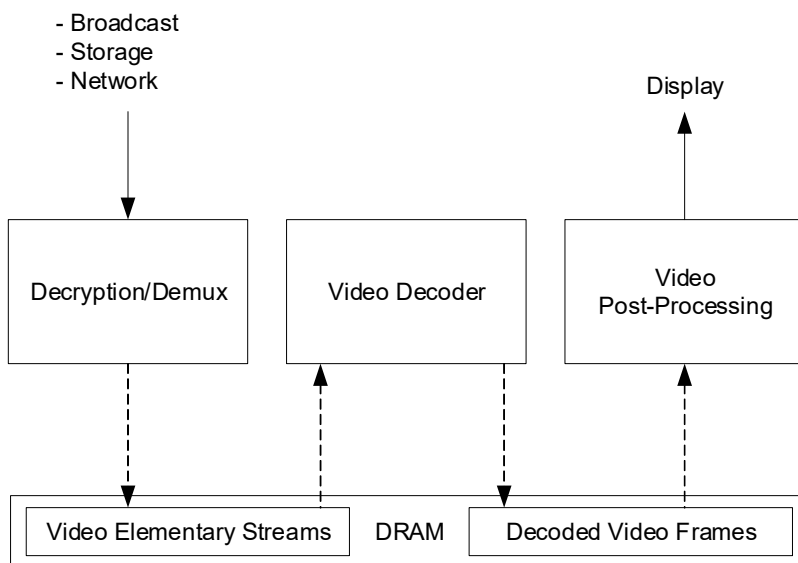 - Broadcast
- Storage
- Network
Display
Decryption/Demux
Video Decoder
Video
Post-Processing
Video Elementary Streams
DRAM
Decoded Video Frames